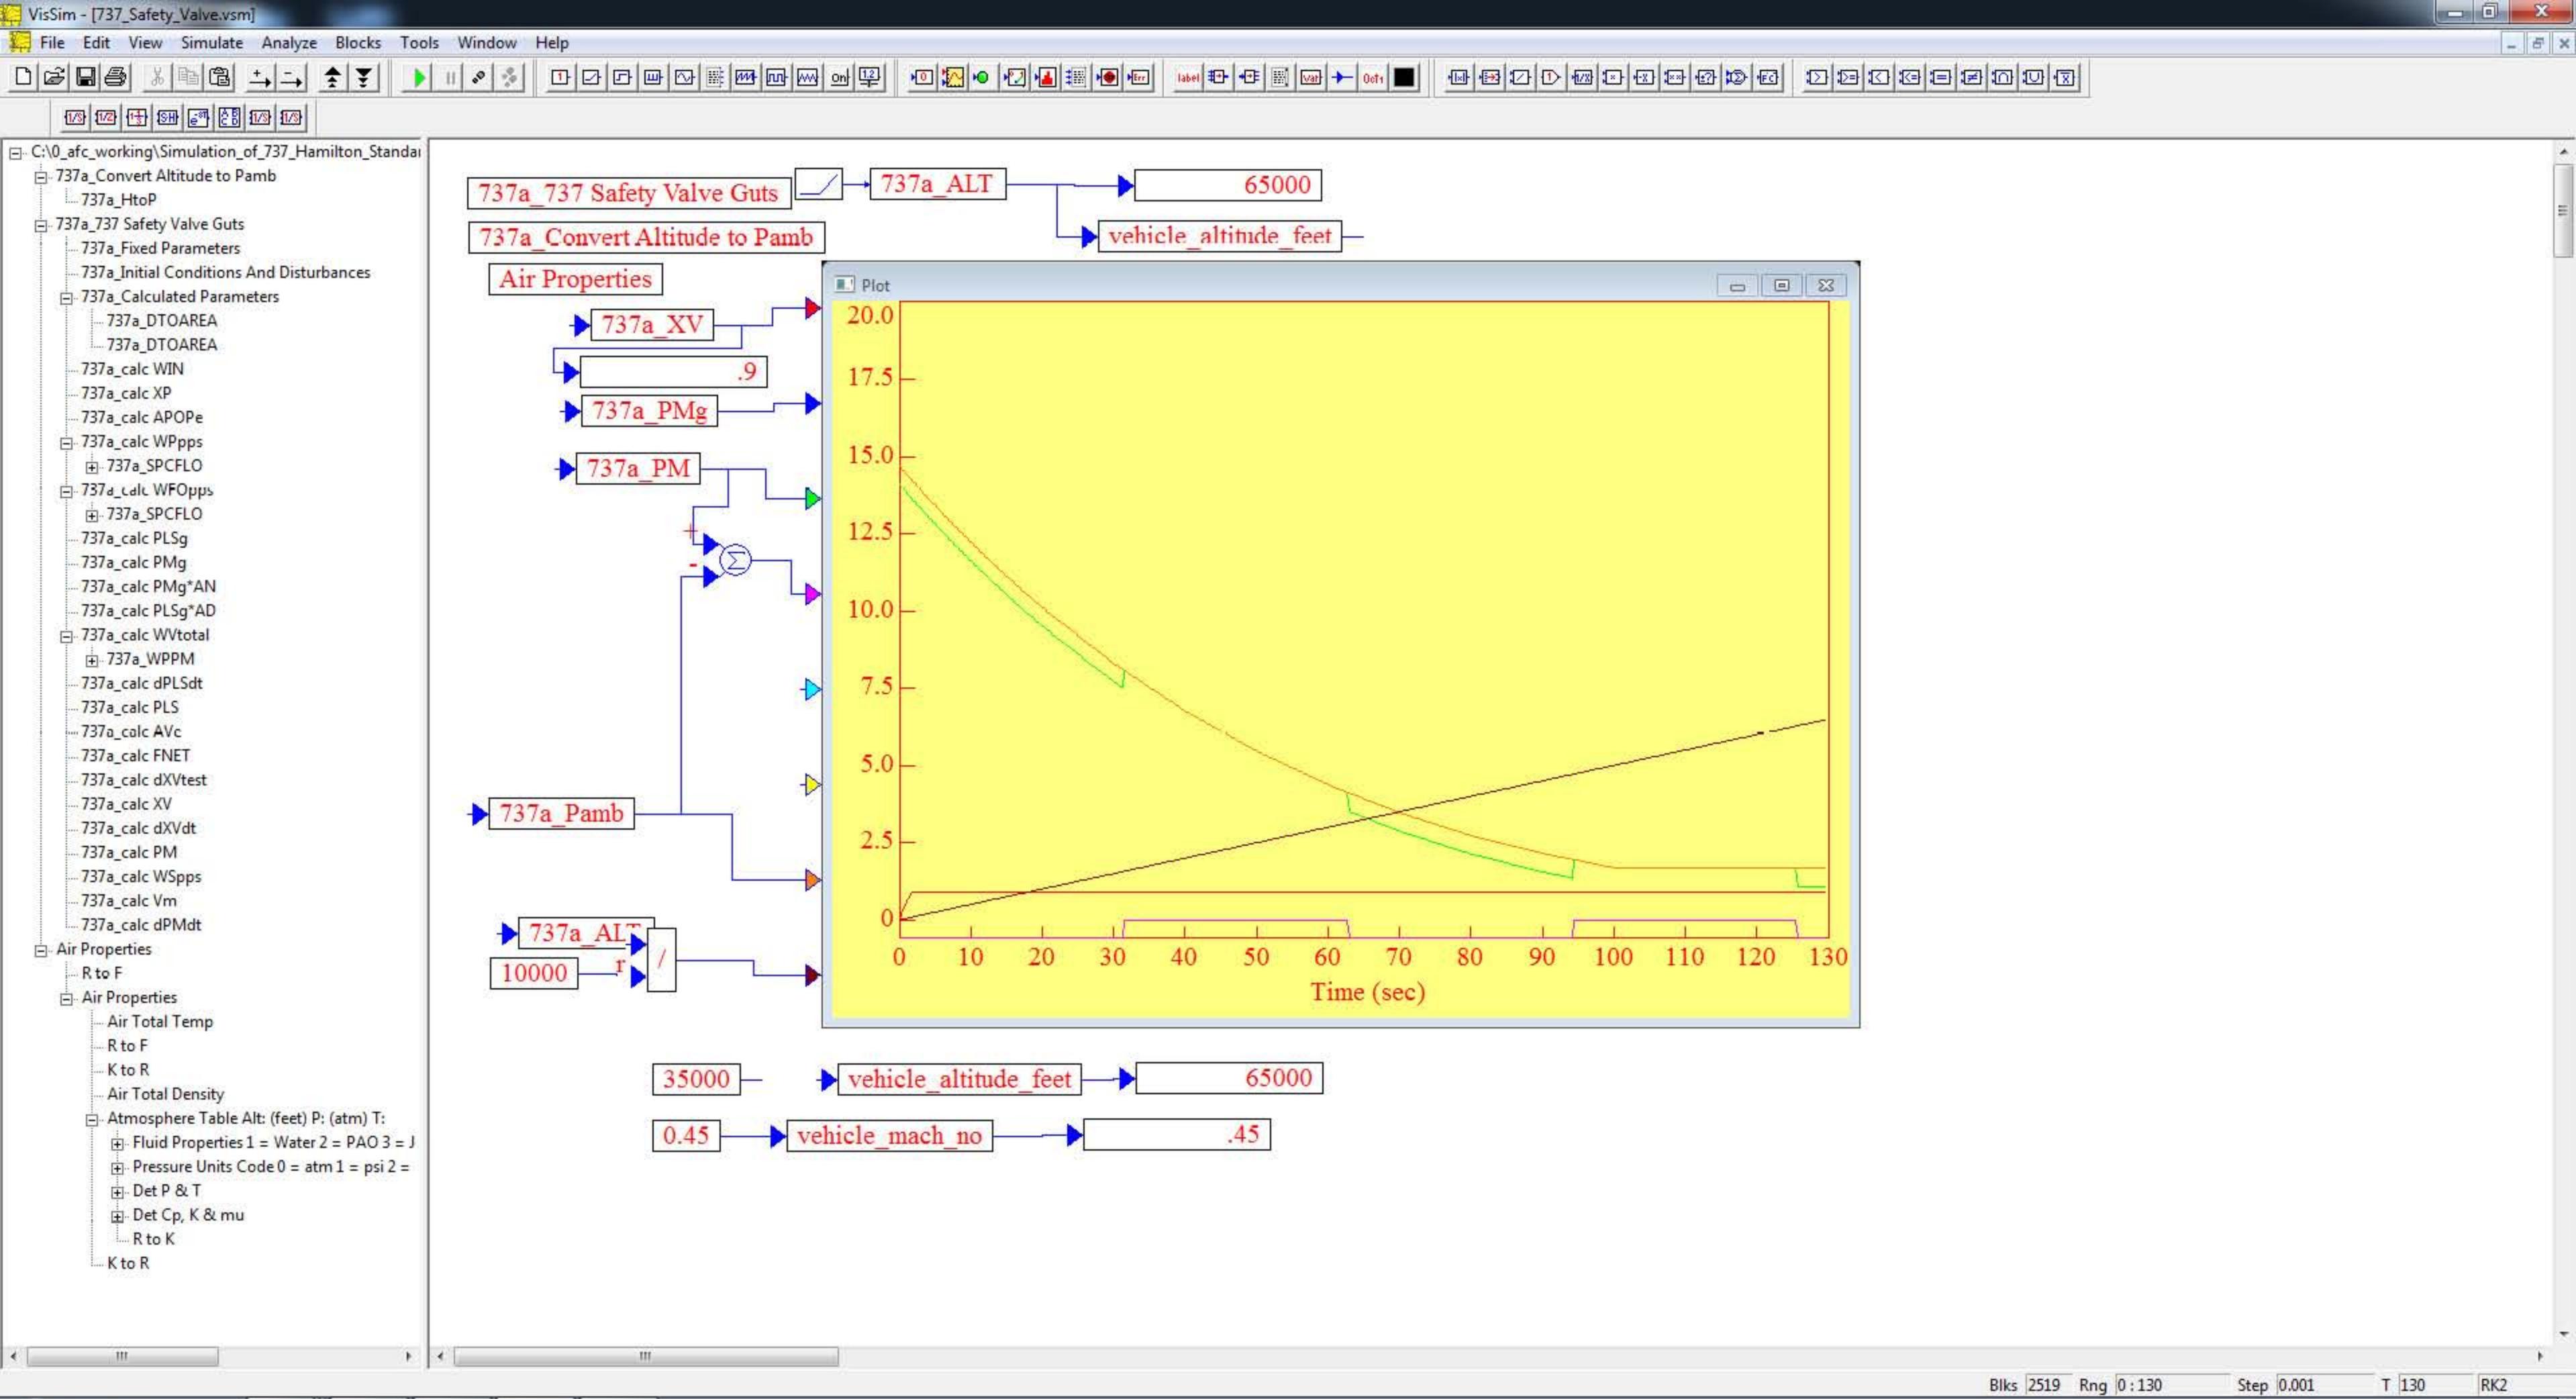 VisSim - [737_Safety_Valve.vsm]
File Edit View Simulate Analyze Blocks Tools Window Help
C:\0_afc_working\Simulation_of_737_Hamilton_Standar
737a_Convert Altitude to Pamb
737a_HtoP
737a_737 Safety Valve Guts
737a_Fixed Parameters
737a_Initial Conditions And Disturbances
737a_Calculated Parameters
737a_DTOAREA
737a_DTOAREA
737a_calc WIN
737a_calc XP
737a_calc APOPe
737a_calc WPpps
737a_SPCFLO
737a_calc WFOpps
737a_SPCFLO
737a_calc PLSg
737a_calc PMg
737a_calc PMg*AN
737a_calc PLSg*AD
737a_calc WVtotal
737a_WPPM
737a_calc dPLSdt
737a_calc PLS
737a_calc AVc
737a_calc FNET
737a_calc dXVtest
737a_calc XV
737a_calc dXVdt
737a_calc PM
737a_calc WSpps
737a_calc Vm
737a_calc dPMdt
Air Properties
R to F
Air Properties
Air Total Temp
R to F
K to R
Air Total Density
Atmosphere Table Alt: (feet) P: (atm) T:
Fluid Properties 1 = Water 2 = PAO 3 = J
Pressure Units Code 0 = atm 1 = psi 2 =
Det P & T
Det Cp, K & mu
R to K
K to R
737a_737 Safety Valve Guts
737a_ALT
65000
737a_Convert Altitude to Pamb
vehicle_altitude_feet
Air Properties
737a_XV
.9
737a_PMg
737a_PM
+
-
Σ
737a_Pamb
737a_ALT
10000
r
/
Plot
20.0
17.5
15.0
12.5
10.0
7.5
5.0
2.5
0
0 10 20 30 40 50 60 70 80 90 100 110 120 130
Time (sec)
35000
vehicle_altitude_feet
65000
0.45
vehicle_mach_no
.45
Blks 2519 Rng 0 : 130 Step 0.001 T 130 RK2